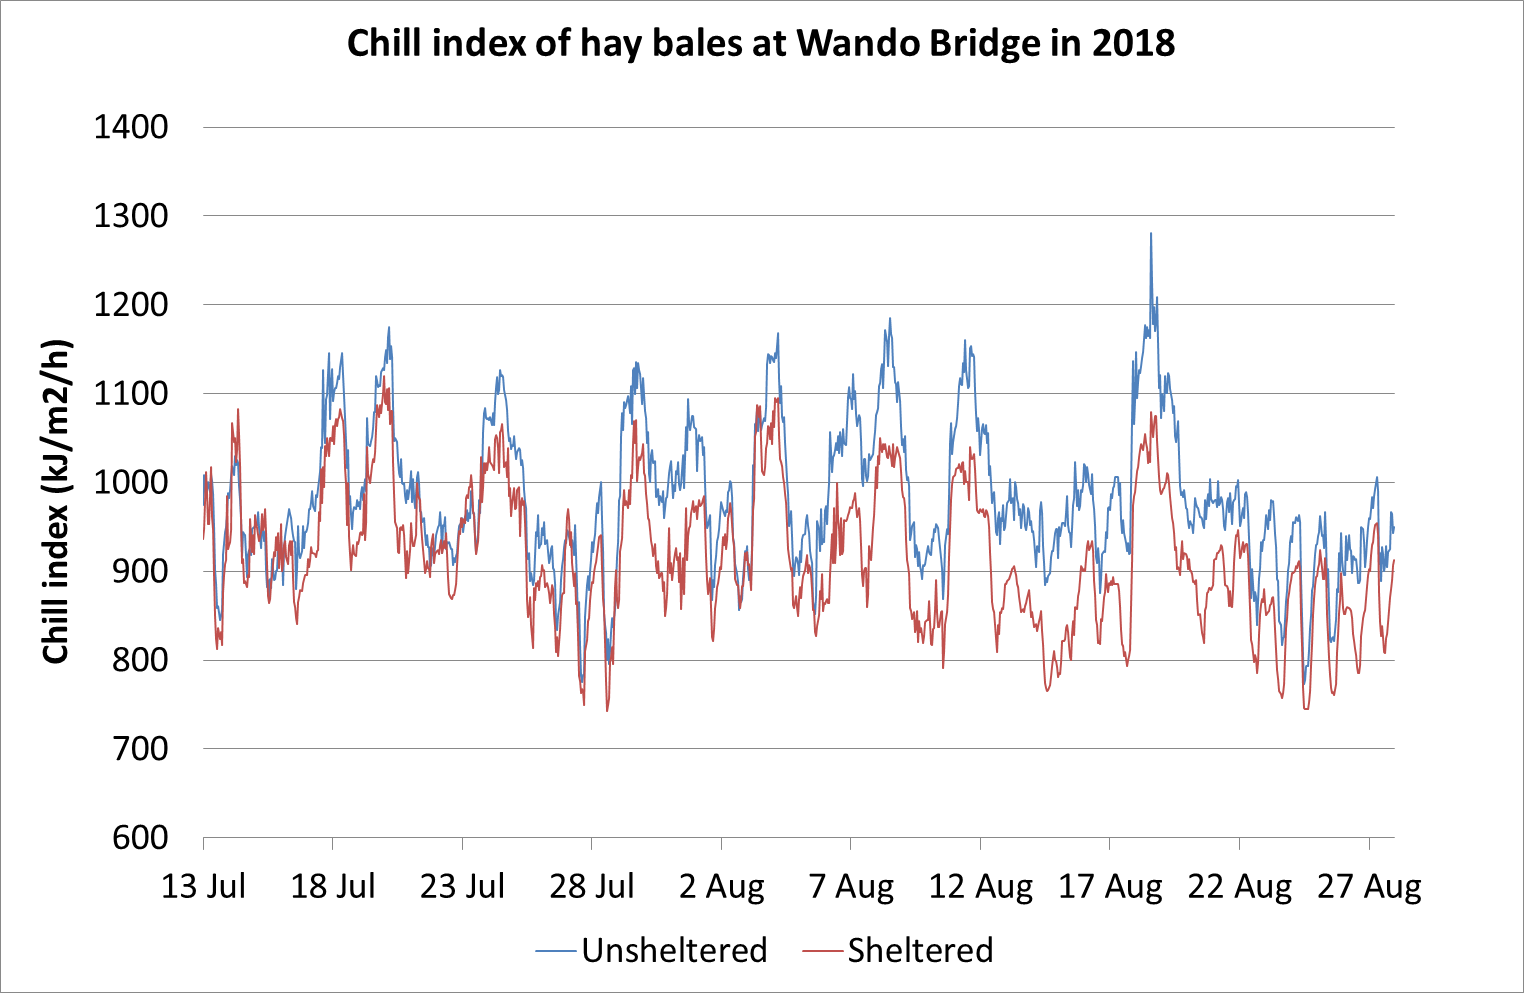 Chill index of hay bales at Wando Bridge in 2018
Chill index (kJ/m2/h)
1400
1300
1200
1100
1000
900
800
700
600
13 Jul 18 Jul 23 Jul 28 Jul 2 Aug 7 Aug 12 Aug 17 Aug 22 Aug 27 Aug
Unsheltered Sheltered